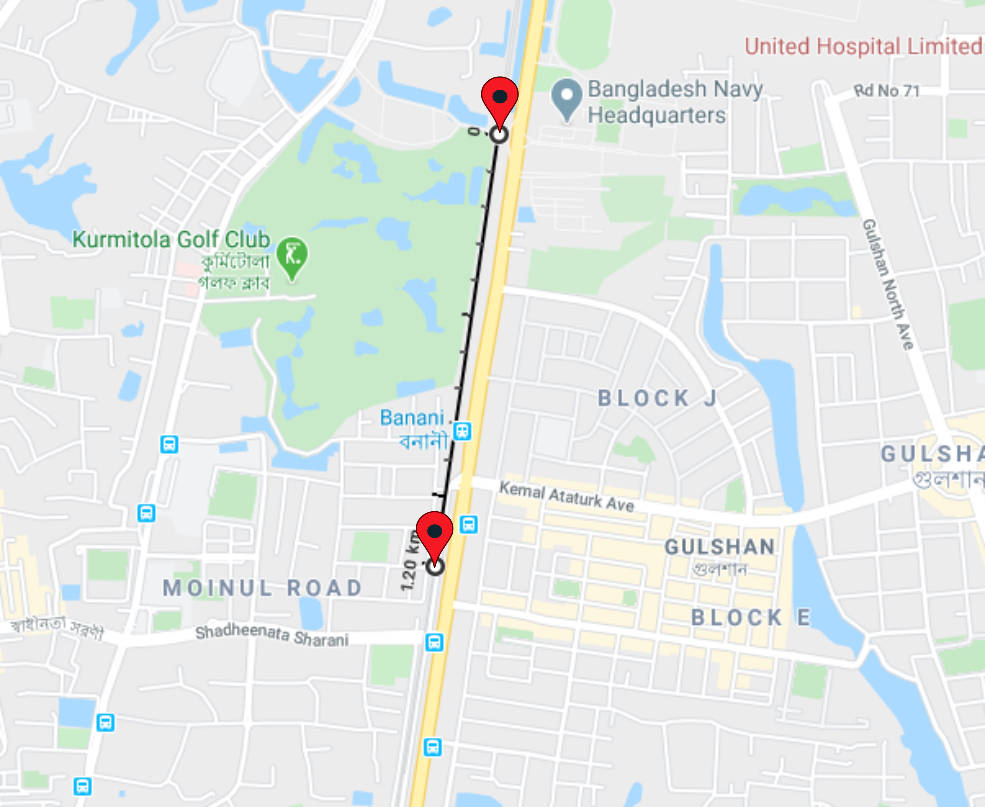 United Hospital Limited
Rd No 71
Bangladesh Navy
Headquarters
0
Kurmitola Golf Club
কুর্মিটোলা
গলফ ক্লাব
Gulshan North Ave
BLOCK J
Banani
বনানী
GULSHA
গুলশান
Kemal Ataturk Ave
1.20 km
GULSHAN
গুলশান
MOINUL ROAD
BLOCK E
স্বাধীনতা সরণী
Shadheenata Sharani